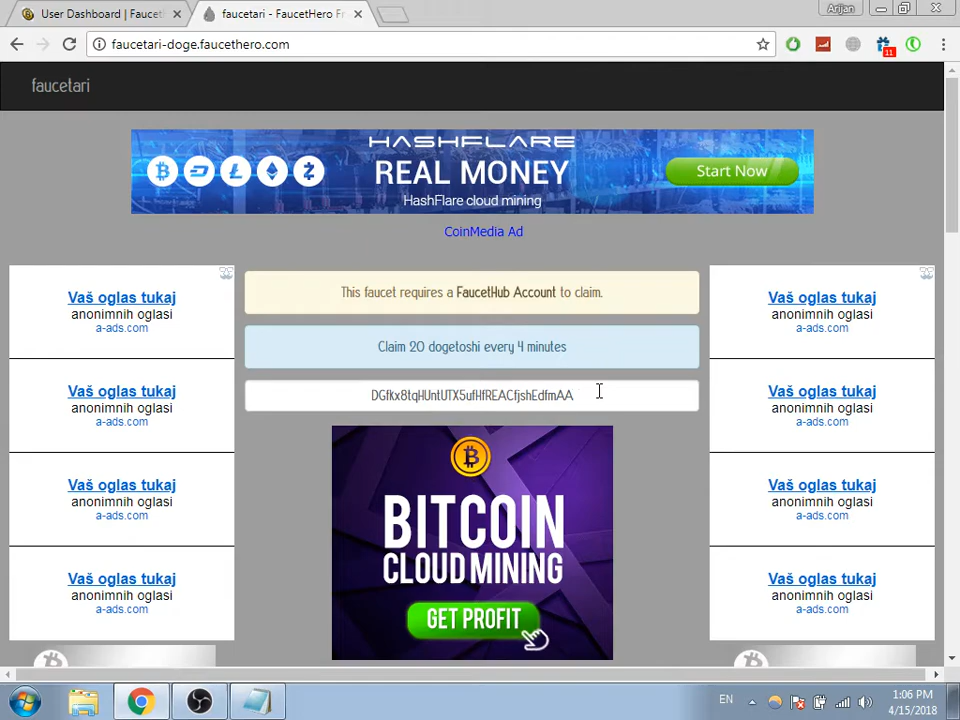 User Dashboard | Faucet
faucetari - FaucetHero Fr
Arijan
faucetari-doge.faucethero.com
11
faucetari
HASHFLARE
REAL MONEY
HashFlare cloud mining
Start Now
CoinMedia Ad
Vaš oglas tukaj
anonimnih oglasi
a-ads.com
Vaš oglas tukaj
anonimnih oglasi
a-ads.com
Vaš oglas tukaj
anonimnih oglasi
a-ads.com
Vaš oglas tukaj
anonimnih oglasi
a-ads.com
This faucet requires a FaucetHub Account to claim.
Claim 20 dogetoshi every 4 minutes
DGfkx8tqHUntUTX5ufHfREACfjshEdfmAA
BITCOIN
CLOUD MINING
GET PROFIT
Vaš oglas tukaj
anonimnih oglasi
a-ads.com
Vaš oglas tukaj
anonimnih oglasi
a-ads.com
Vaš oglas tukaj
anonimnih oglasi
a-ads.com
Vaš oglas tukaj
anonimnih oglasi
a-ads.com
EN
1:06 PM
4/15/2018